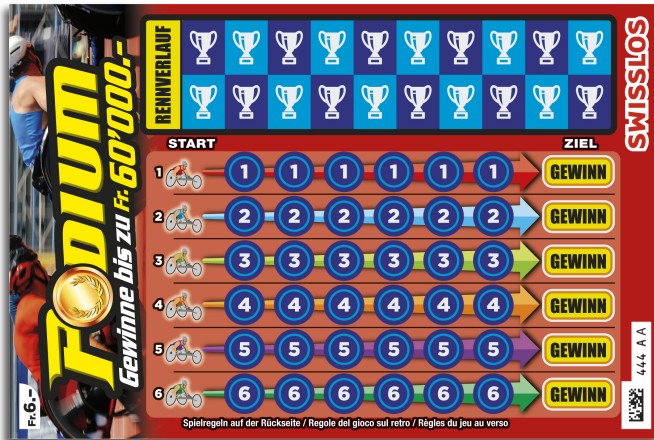 PODIUM
Gewinne bis zu Fr. 60'000.-
Fr. 6.–
RENNVERLAUF
START ZIEL
1 1 1 1 1 1 1 GEWINN
2 2 2 2 2 2 2 GEWINN
3 3 3 3 3 3 3 GEWINN
4 4 4 4 4 4 4 GEWINN
5 5 5 5 5 5 5 GEWINN
6 6 6 6 6 6 6 GEWINN
Spielregeln auf der Rückseite / Regole del gioco sul retro / Règles du jeu au verso
SWISSLOS
444 A A